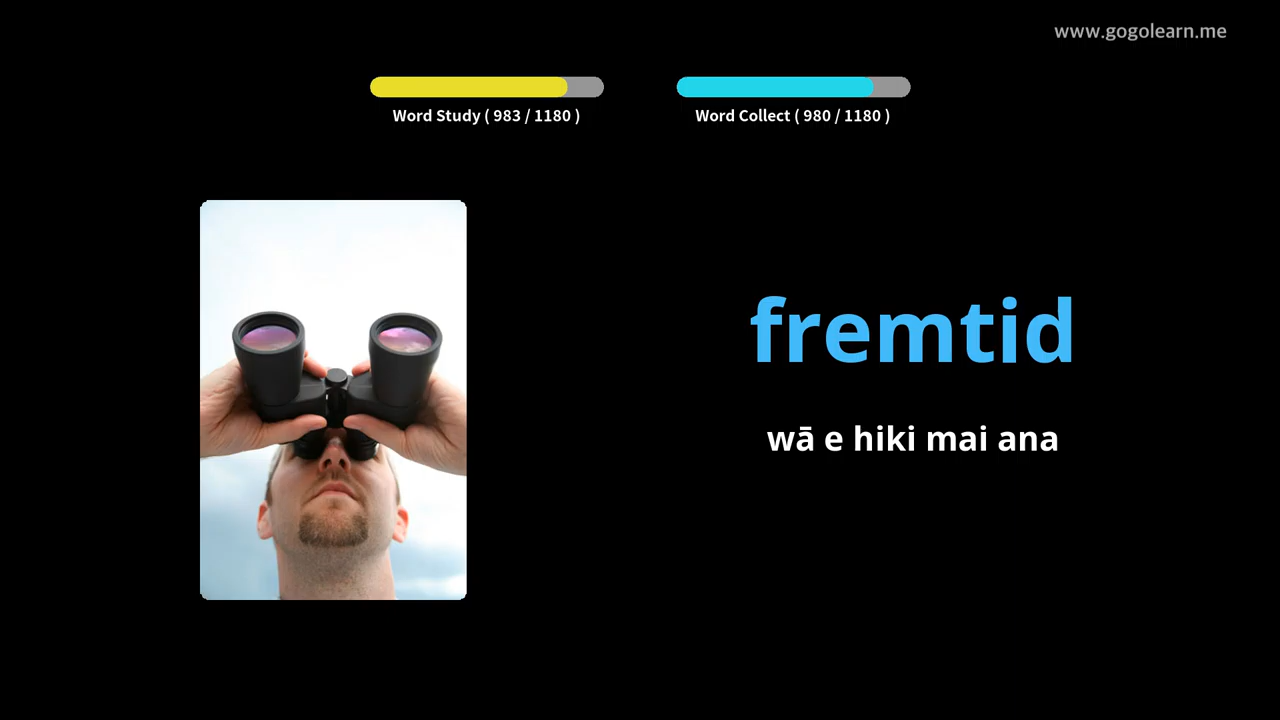 www.gogolearn.me
Word Study ( 983 / 1180 )
Word Collect ( 980 / 1180 )
fremtid
wā e hiki mai ana